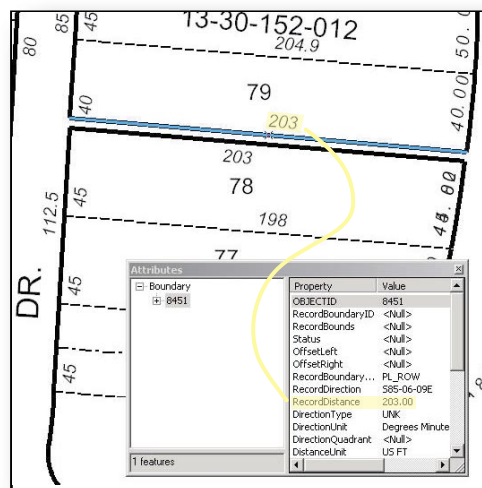 13-30-152-012
85
45
204.9
50.
80
79
40
203
40.00
203
78
45
112.5
198
77
DR.
45
45
Attributes
Boundary
8451
Property Value
OBJECTID 8451
RecordBoundaryID <Null>
RecordBounds <Null>
Status <Null>
OffsetLeft <Null>
OffsetRight <Null>
RecordBoundary... PL_ROW
RecordDirection S85-06-09E
RecordDistance 203.00
DirectionType UNK
DirectionUnit Degrees Minute
DirectionQuadrant <Null>
DistanceUnit US FT
1 features